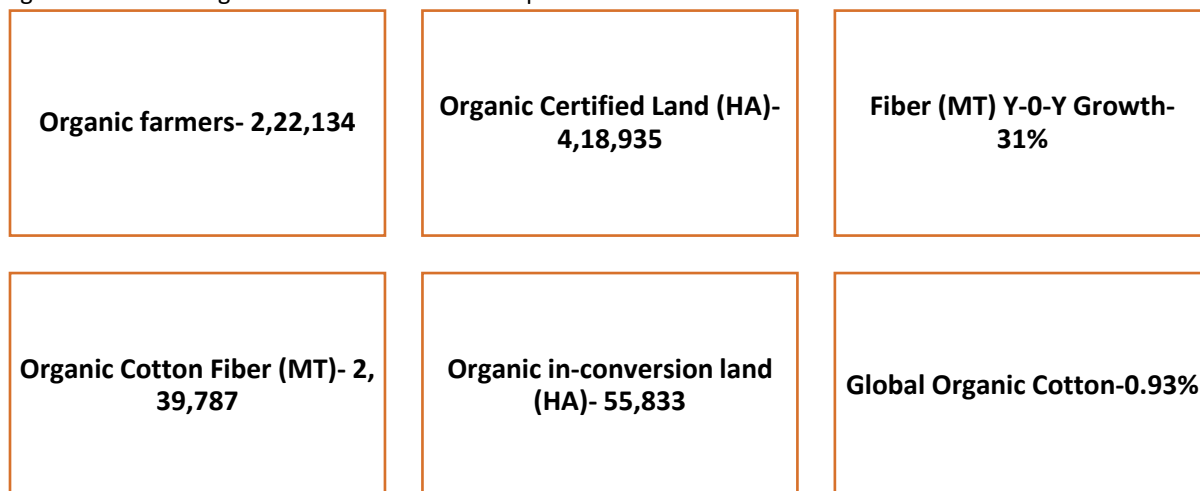 Organic farmers- 2,22,134
Organic Certified Land (HA)-
4,18,935
Fiber (MT) Y-0-Y Growth-
31%
Organic Cotton Fiber (MT)- 2,
39,787
Organic in-conversion land
(HA)- 55,833
Global Organic Cotton-0.93%